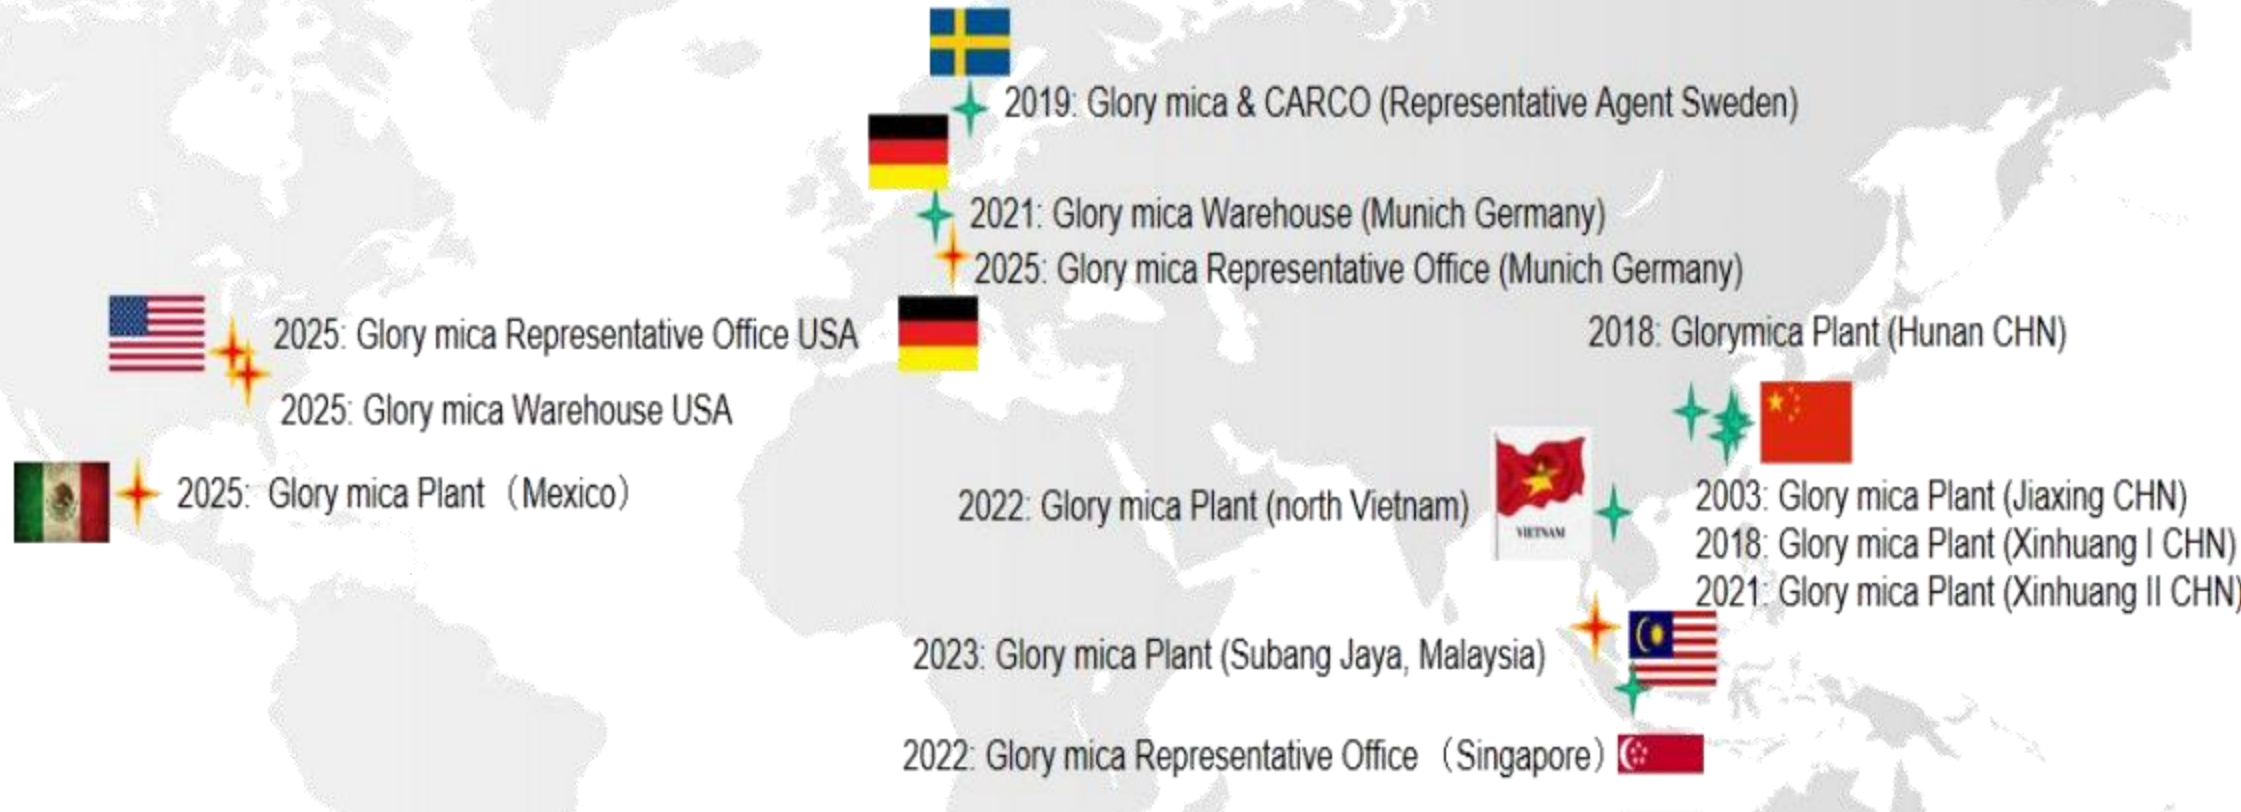 2019: Glory mica & CARCO (Representative Agent Sweden)
2021: Glory mica Warehouse (Munich Germany)
2025: Glory mica Representative Office (Munich Germany)
2025: Glory mica Representative Office USA
2018: Glorymica Plant (Hunan CHN)
2025: Glory mica Warehouse USA
2025: Glory mica Plant（Mexico）
2022: Glory mica Plant (north Vietnam)
VIETNAM
2003: Glory mica Plant (Jiaxing CHN)
2018: Glory mica Plant (Xinhuang I CHN)
2021: Glory mica Plant (Xinhuang II CHN)
2023: Glory mica Plant (Subang Jaya, Malaysia)
2022: Glory mica Representative Office（Singapore）